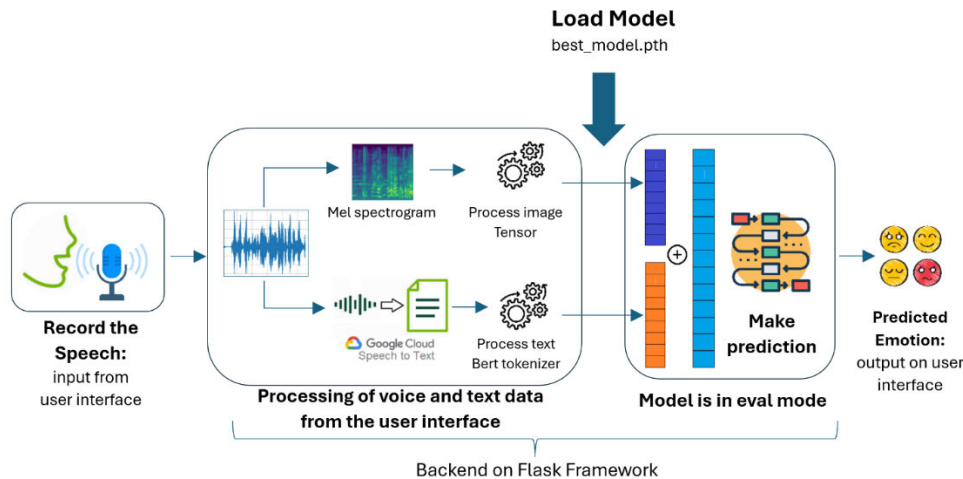 Load Model
best_model.pth
Mel spectrogram
Process image
Tensor
Google Cloud
Speech to Text
Process text
Bert tokenizer
Make
prediction
Record the
Speech:
input from
user interface
Processing of voice and text data
from the user interface
Model is in eval mode
Predicted
Emotion:
output on user
interface
Backend on Flask Framework